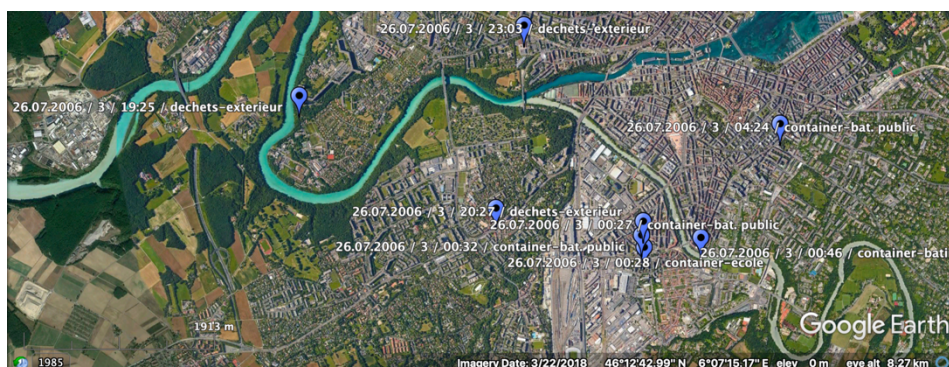 26.07.2006 / 3 / 23:03 / dechets-exterieur
26.07.2006 / 3 / 19:25 / dechets-exterieur
26.07.2006 / 3 / 04:24 / container-bat. public
26.07.2006 / 3 / 20:27 / dechets-exterieur
26.07.2006 / 3 / 00:27 / container-bat. public
26.07.2006 / 3 / 00:32 / container-bat. public
26.07.2006 / 3 / 00:46 / container-bati
26.07.2006 / 3 / 00:28 / container-ecole
1913 m
Google Earth
1985
Imagery Date: 3/22/2018 46°12'42.99" N 6°07'15.17" E elev 0 m eye alt 8.27 km